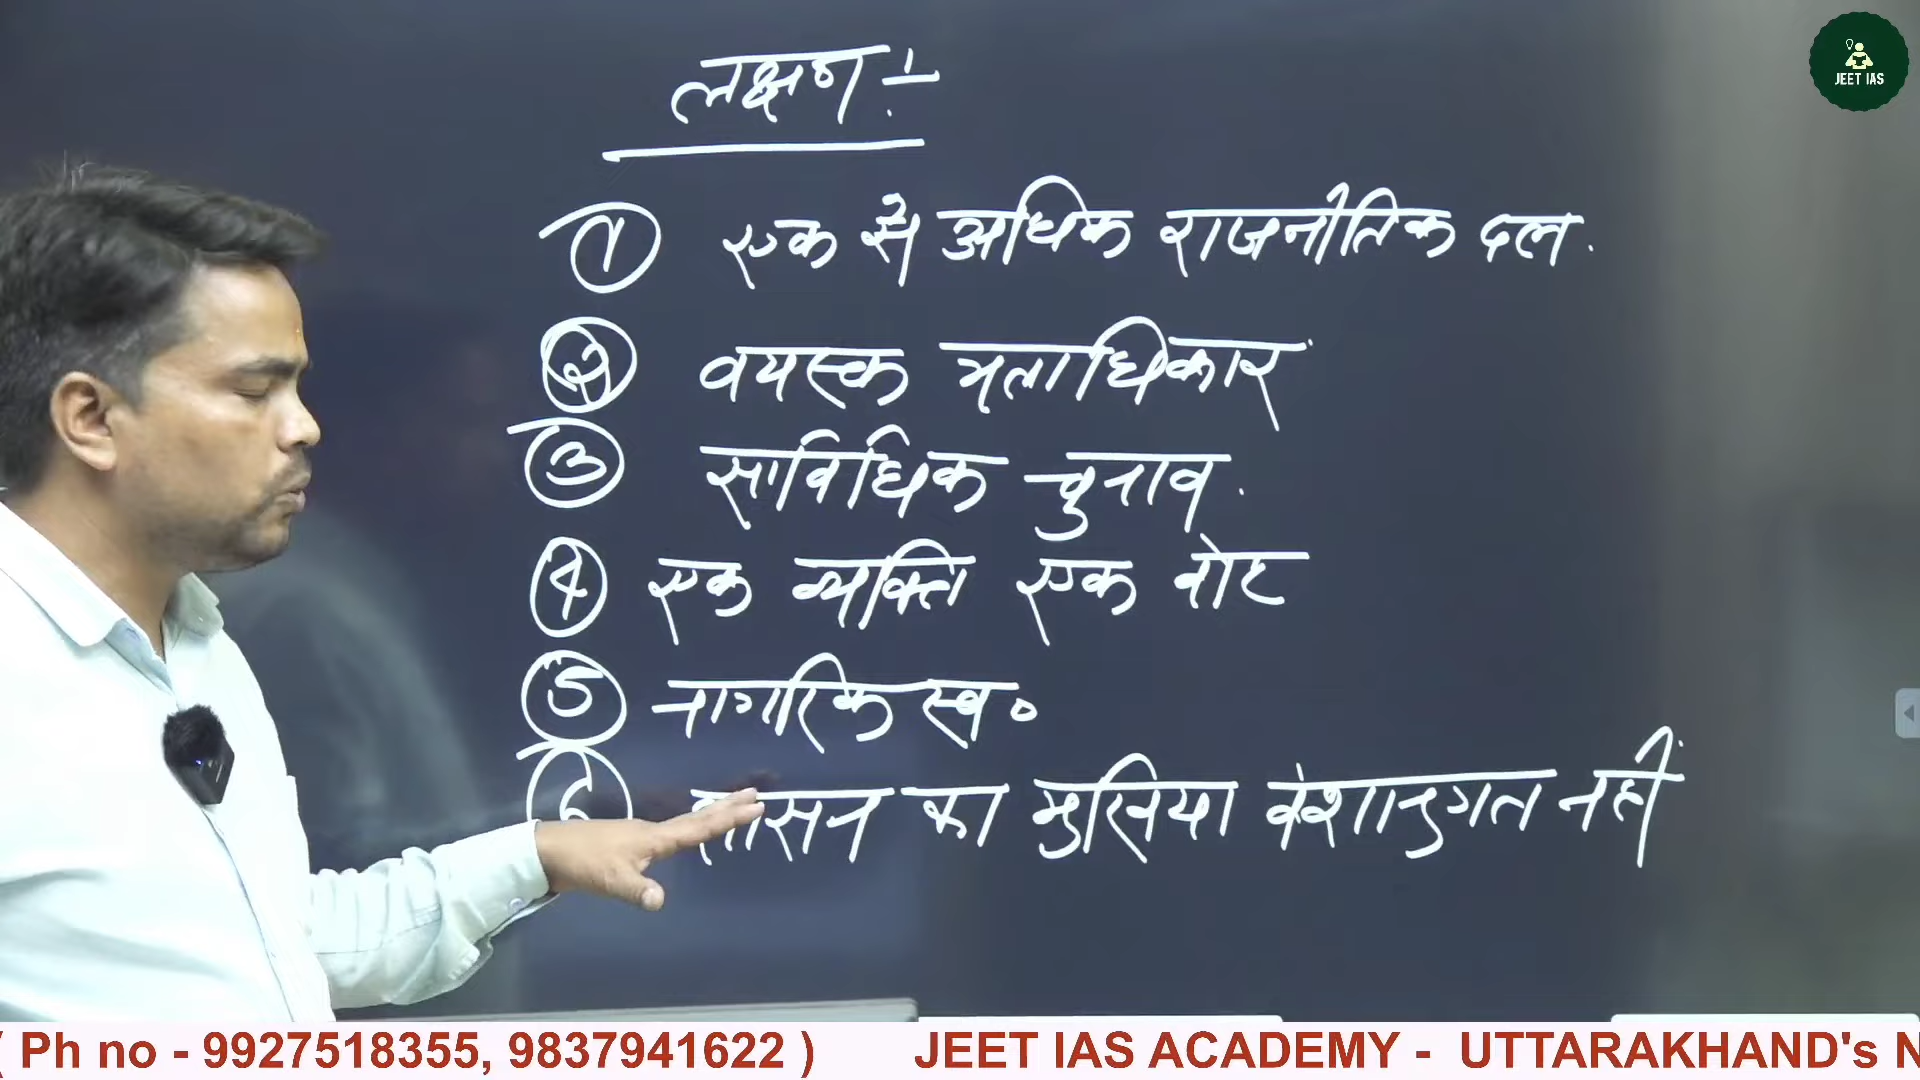 JEET IAS
लक्षण :-
① एक से अधिक राजनीतिक दल.
② वयस्क मताधिकार
③ सावधिक चुनाव.
④ एक व्यक्ति एक वोट
⑤ नागरिक स्व०
⑥ शासन का मुखिया वंशानुगत नहीं
( Ph no - 9927518355, 9837941622 ) JEET IAS ACADEMY - UTTARAKHAND's N